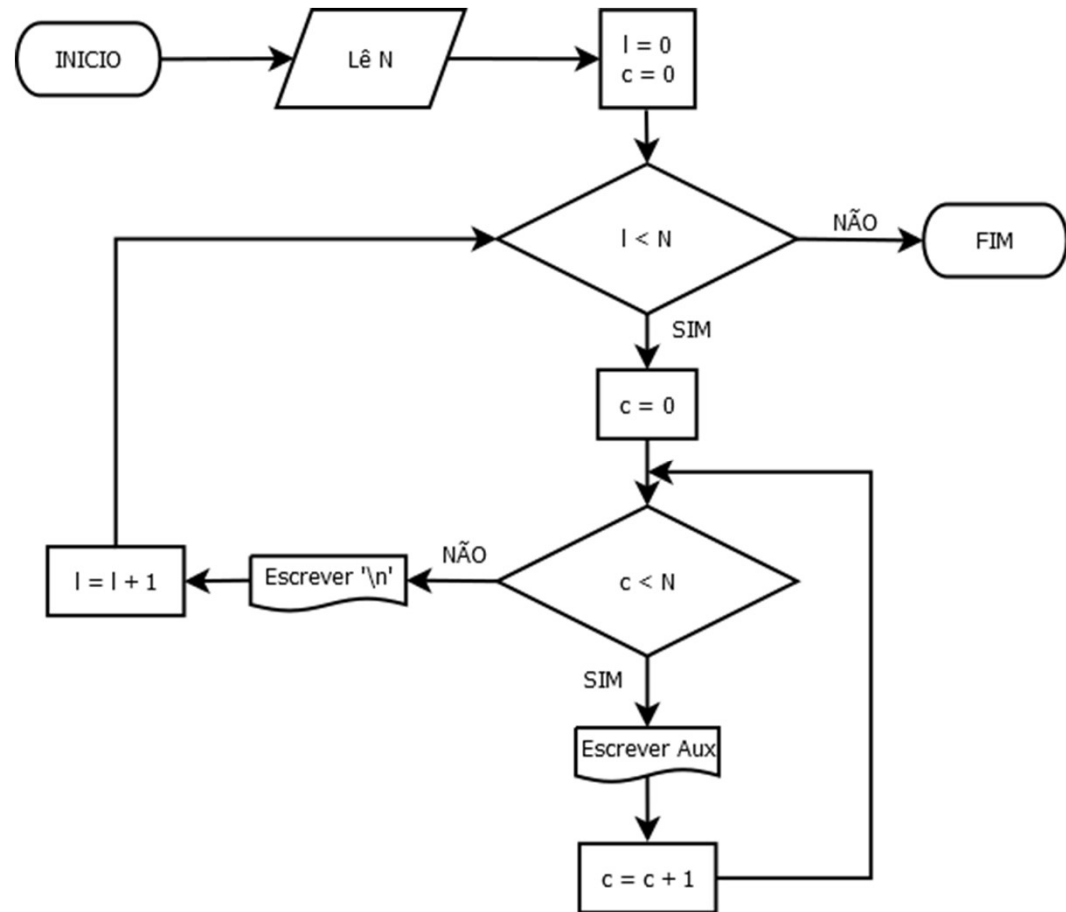 INICIO
Lê N
l = 0
c = 0
l < N
NÃO
FIM
SIM
c = 0
c < N
NÃO
Escrever '\n'
l = l + 1
SIM
Escrever Aux
c = c + 1